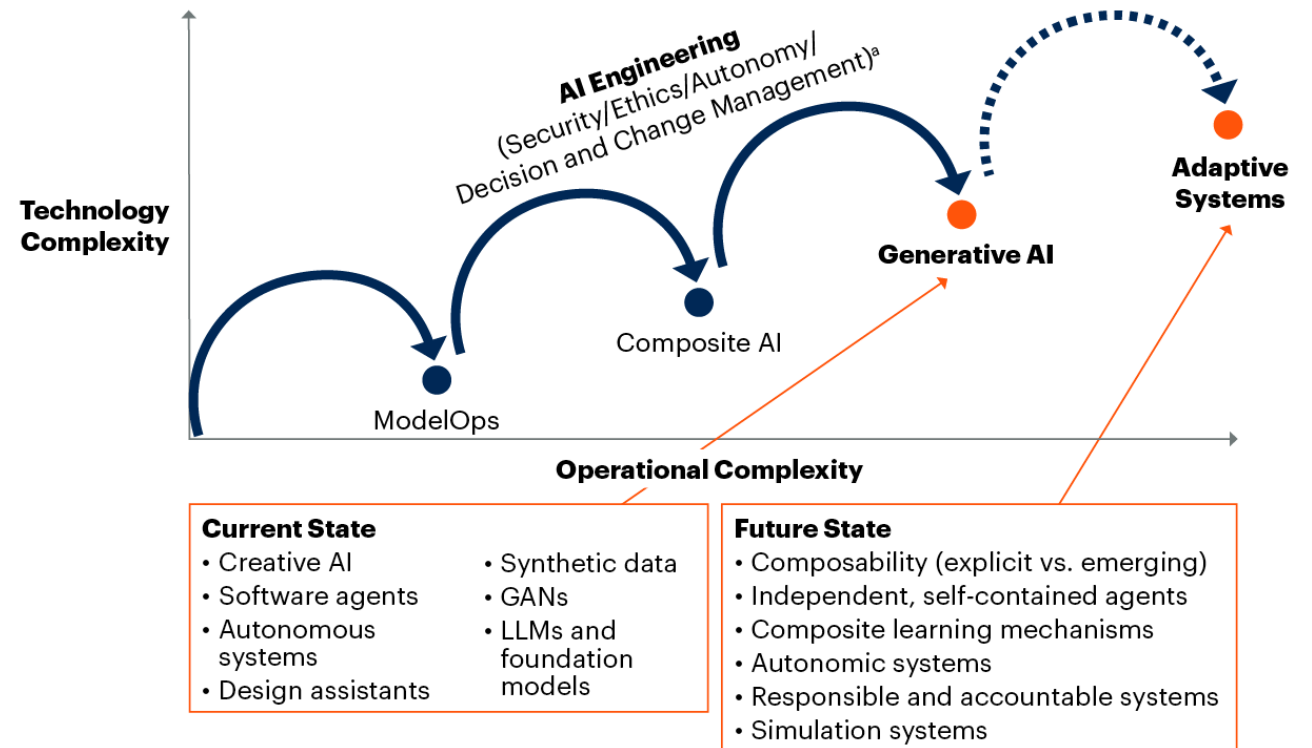 AI Engineering
(Security/Ethics/Autonomy/
Decision and Change Management)ᵃ
Technology
Complexity
Adaptive
Systems
Generative AI
Composite AI
ModelOps
Operational Complexity
Current State
• Creative AI
• Software agents
• Autonomous
systems
• Design assistants
• Synthetic data
• GANs
• LLMs and
foundation
models
Future State
• Composability (explicit vs. emerging)
• Independent, self-contained agents
• Composite learning mechanisms
• Autonomic systems
• Responsible and accountable systems
• Simulation systems